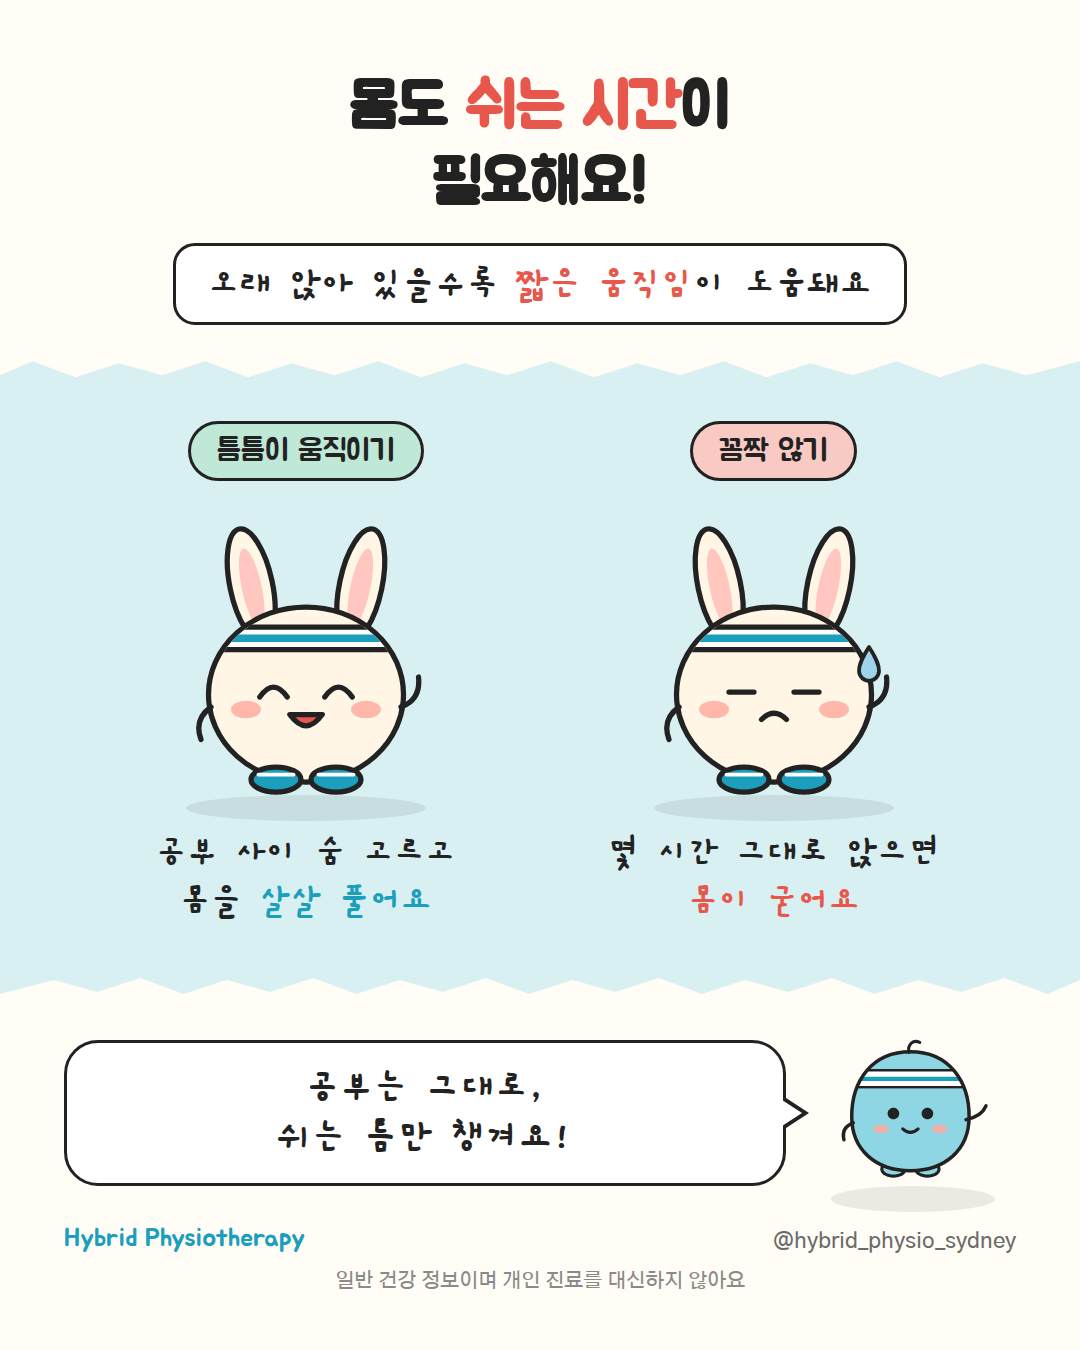 몸도 쉬는 시간이
필요해요!
오래 앉아 있을수록 짧은 움직임이 도움돼요
틈틈이 움직이기
꼼짝 않기
공부 사이 숨 고르고
몸을 살살 풀어요
몇 시간 그대로 앉으면
몸이 굳어요
공부는 그대로,
쉬는 틈만 챙겨요!
Hybrid Physiotherapy
@hybrid_physio_sydney
일반 건강 정보이며 개인 진료를 대신하지 않아요